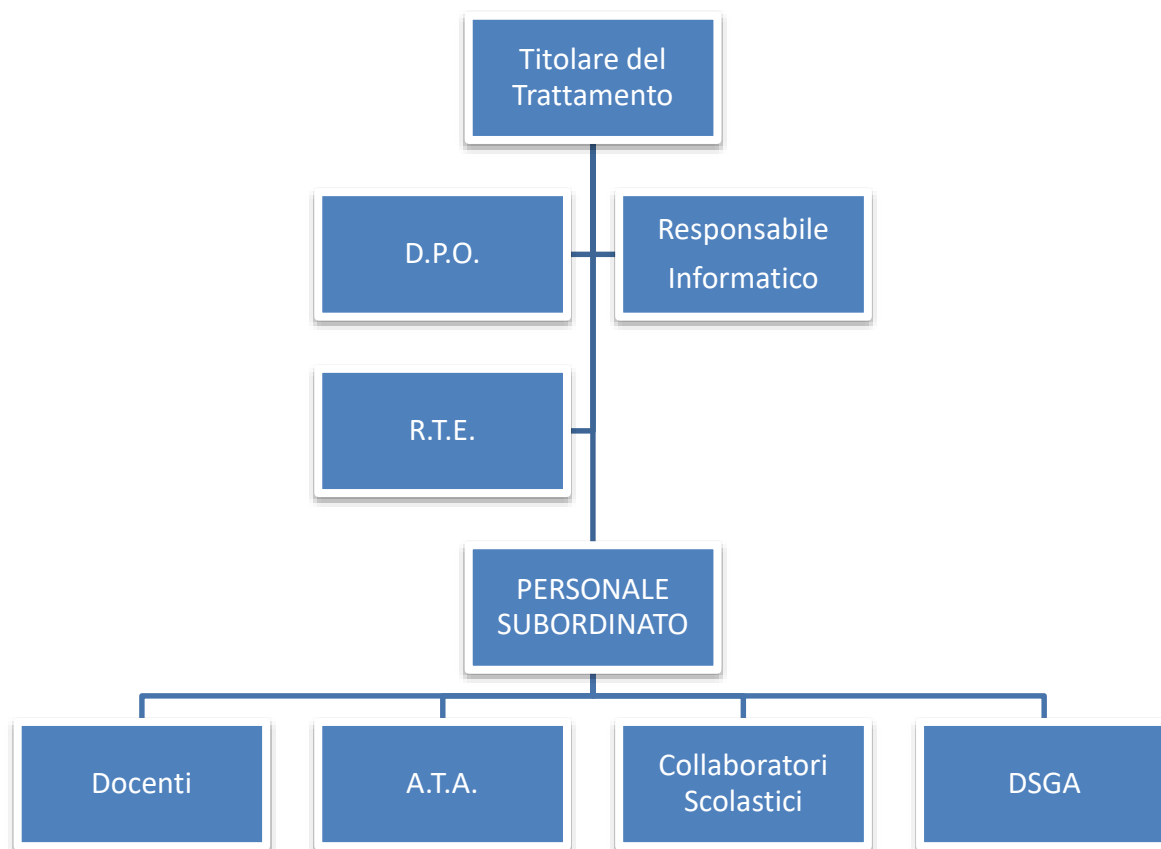 Titolare del
Trattamento
D.P.O.
Responsabile
Informatico
R.T.E.
PERSONALE
SUBORDINATO
Docenti
A.T.A.
Collaboratori
Scolastici
DSGA